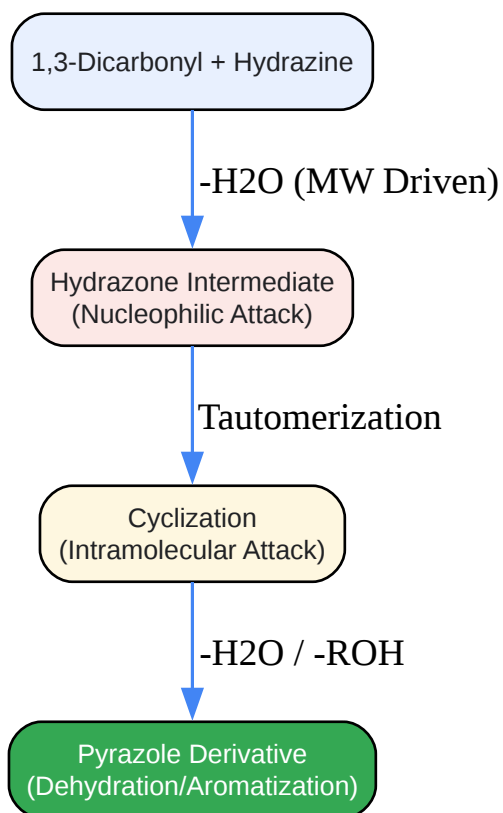 1,3-Dicarbonyl + Hydrazine
-H2O (MW Driven)
Hydrazone Intermediate
(Nucleophilic Attack)
Tautomerization
Cyclization
(Intramolecular Attack)
-H2O / -ROH
Pyrazole Derivative
(Dehydration/Aromatization)